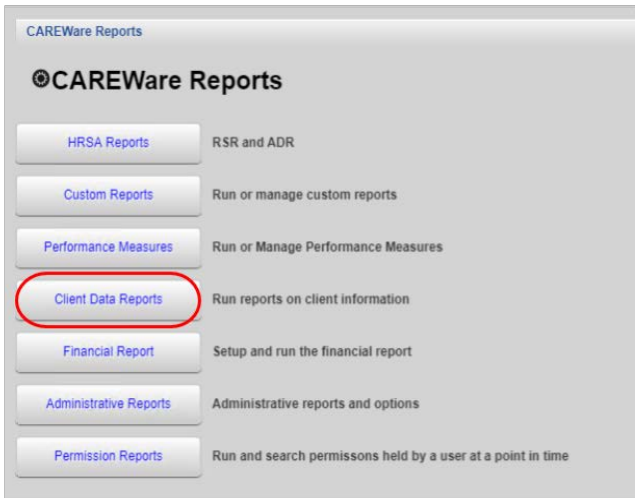 CAREWare Reports
CAREWare Reports
HRSA Reports RSR and ADR
Custom Reports Run or manage custom reports
Performance Measures Run or Manage Performance Measures
Client Data Reports Run reports on client information
Financial Report Setup and run the financial report
Administrative Reports Administrative reports and options
Permission Reports Run and search permissons held by a user at a point in time